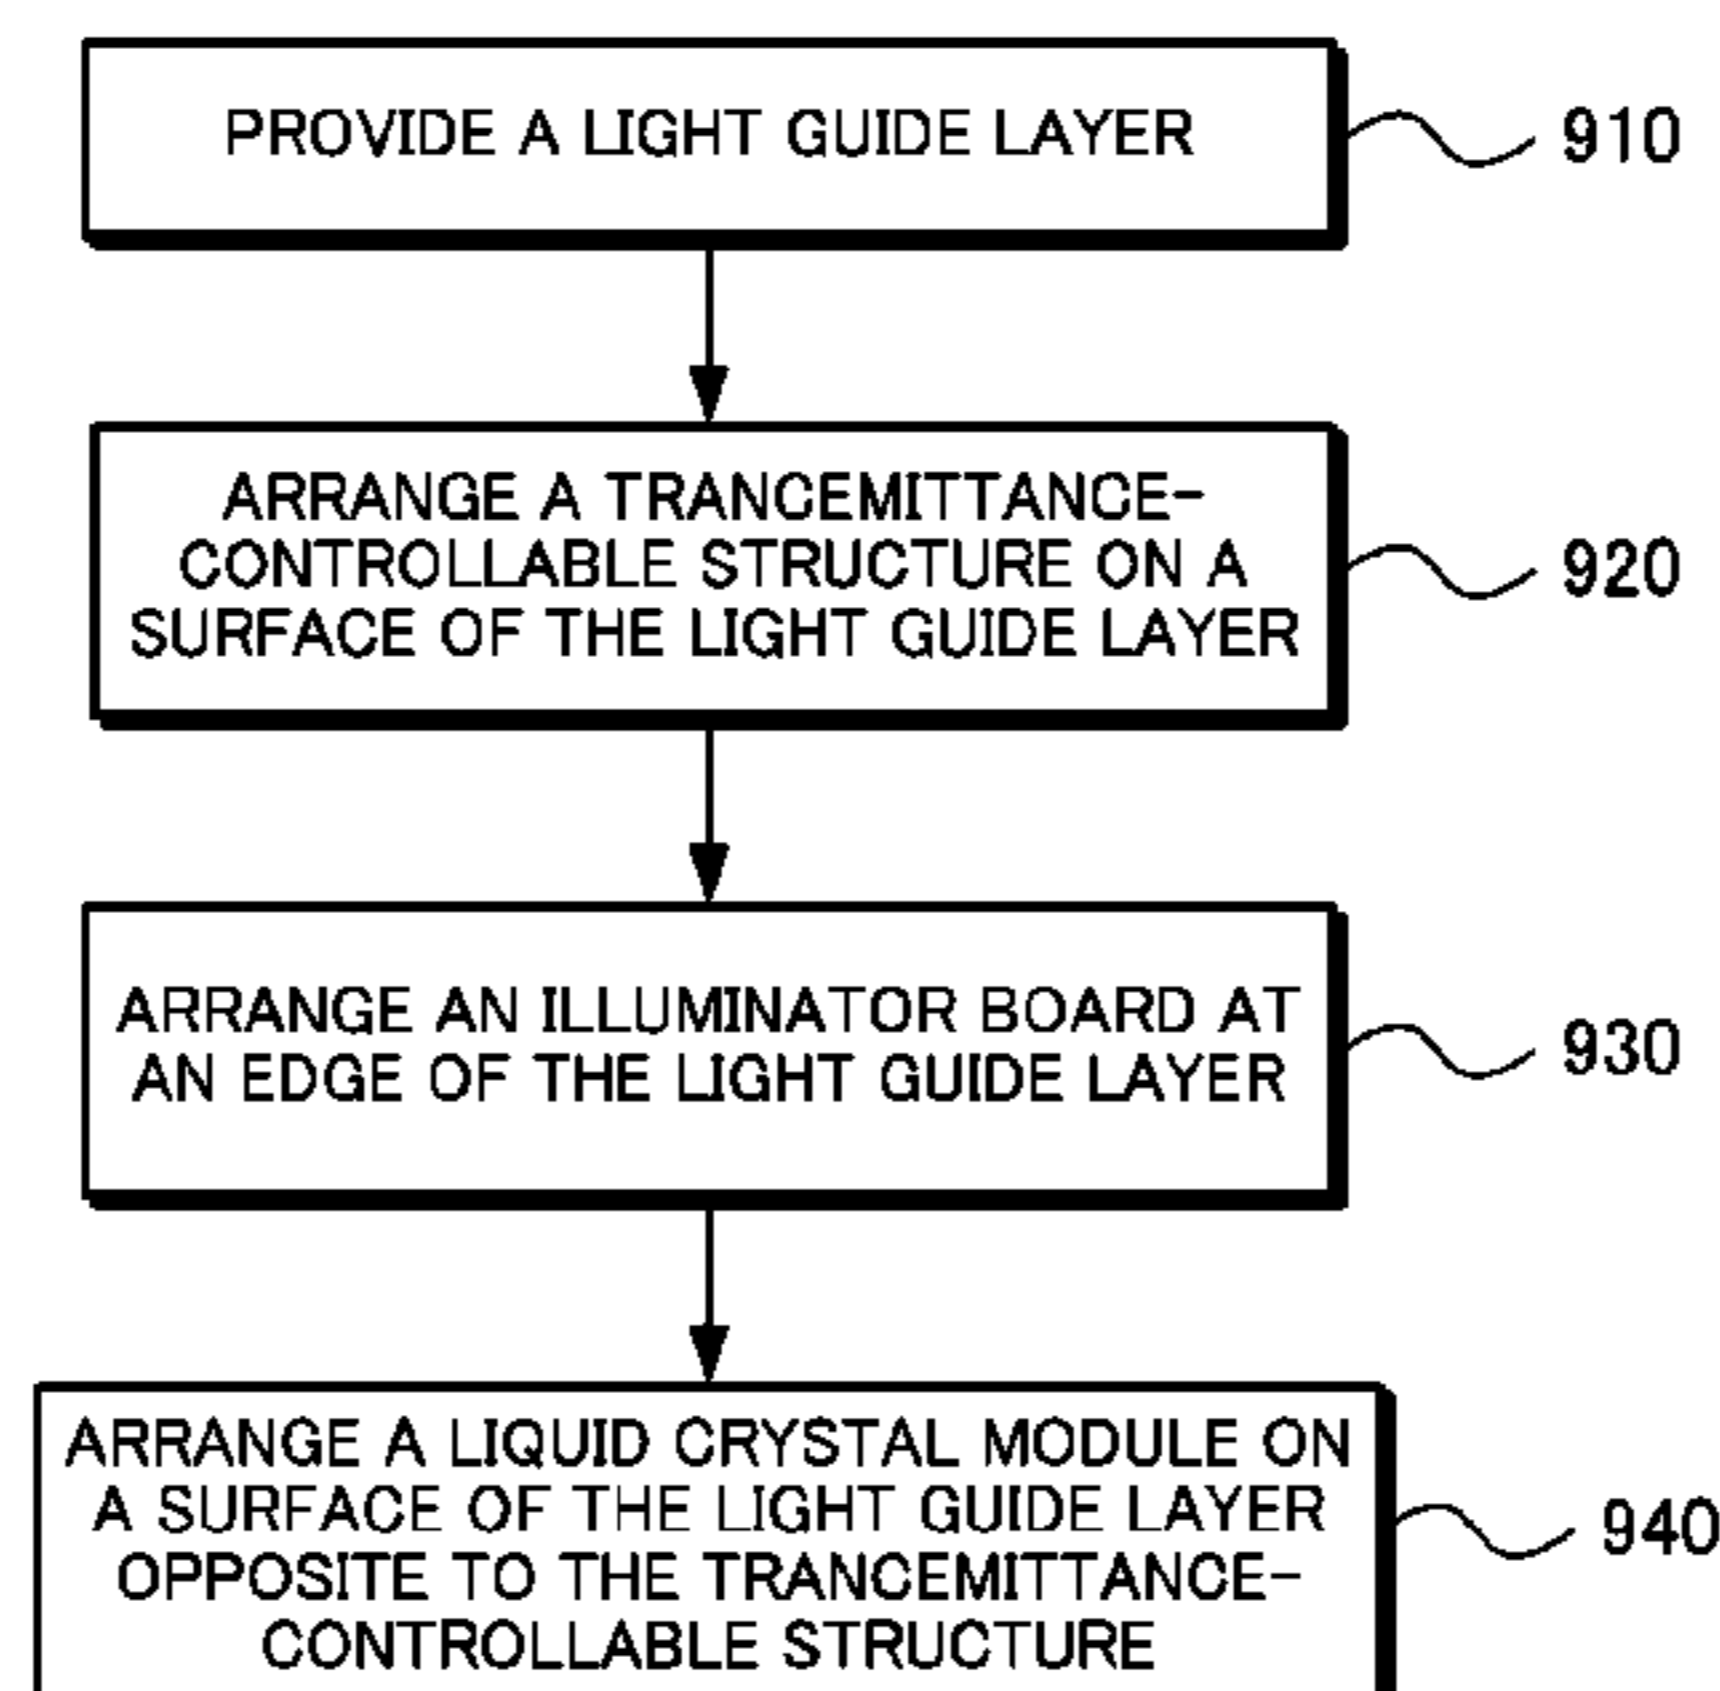 PROVIDE A LIGHT GUIDE LAYER
910
ARRANGE A TRANCEMITTANCE-
CONTROLLABLE STRUCTURE ON A
SURFACE OF THE LIGHT GUIDE LAYER
920
ARRANGE AN ILLUMINATOR BOARD AT
AN EDGE OF THE LIGHT GUIDE LAYER
930
ARRANGE A LIQUID CRYSTAL MODULE ON
A SURFACE OF THE LIGHT GUIDE LAYER
OPPOSITE TO THE TRANCEMITTANCE-
CONTROLLABLE STRUCTURE
940